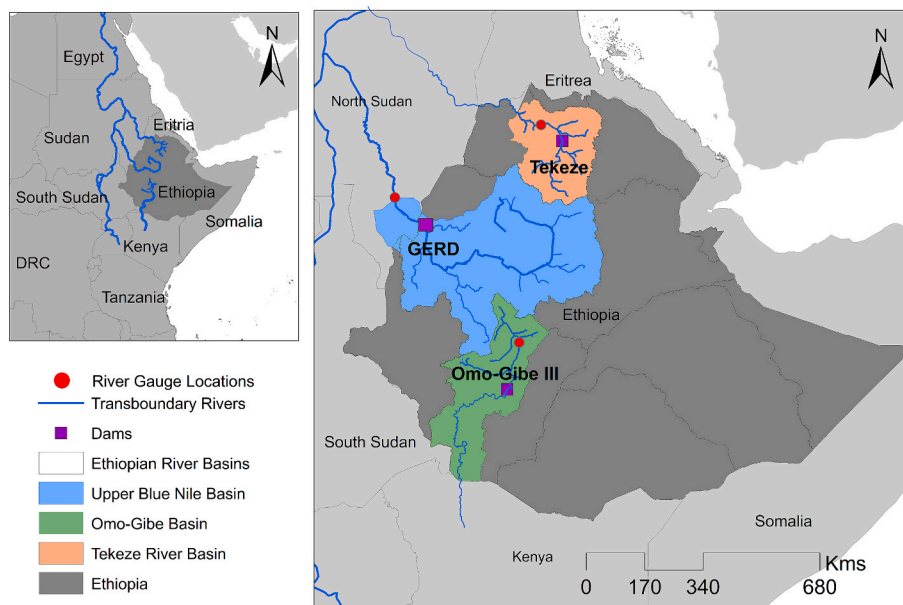 N
Egypt
Sudan
Eritria
South Sudan
Ethiopia
Somalia
Kenya
DRC
Tanzania
River Gauge Locations
Transboundary Rivers
Dams
Ethiopian River Basins
Upper Blue Nile Basin
Omo-Gibe Basin
Tekeze River Basin
Ethiopia
N
Eritrea
North Sudan
Tekeze
GERD
Ethiopia
Omo-Gibe III
South Sudan
Somalia
Kenya
Kms
0 170 340 680